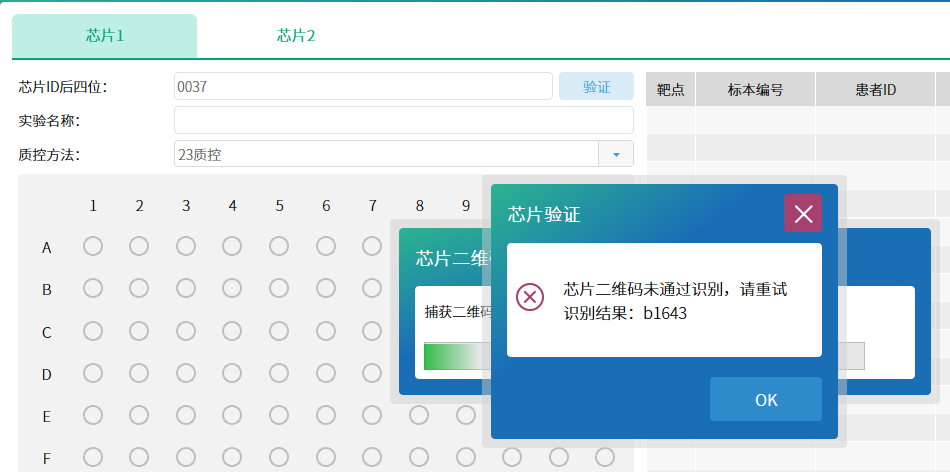 芯片1
芯片2
芯片ID后四位：
0037
验证
实验名称：
质控方法：
23质控
靶点
标本编号
患者ID
1
2
3
4
5
6
7
8
9
A
B
C
D
E
F
芯片二维码
捕获二维码
芯片验证
芯片二维码未通过识别，请重试
识别结果：b1643
OK